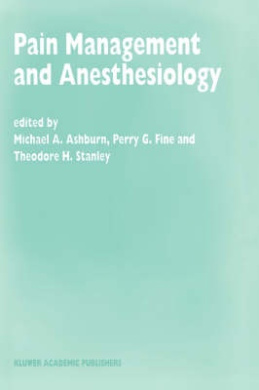 Pain Management
and Anesthesiology
edited by
Michael A. Ashburn, Perry G. Fine and
Theodore H. Stanley
KLUWER ACADEMIC PUBLISHERS